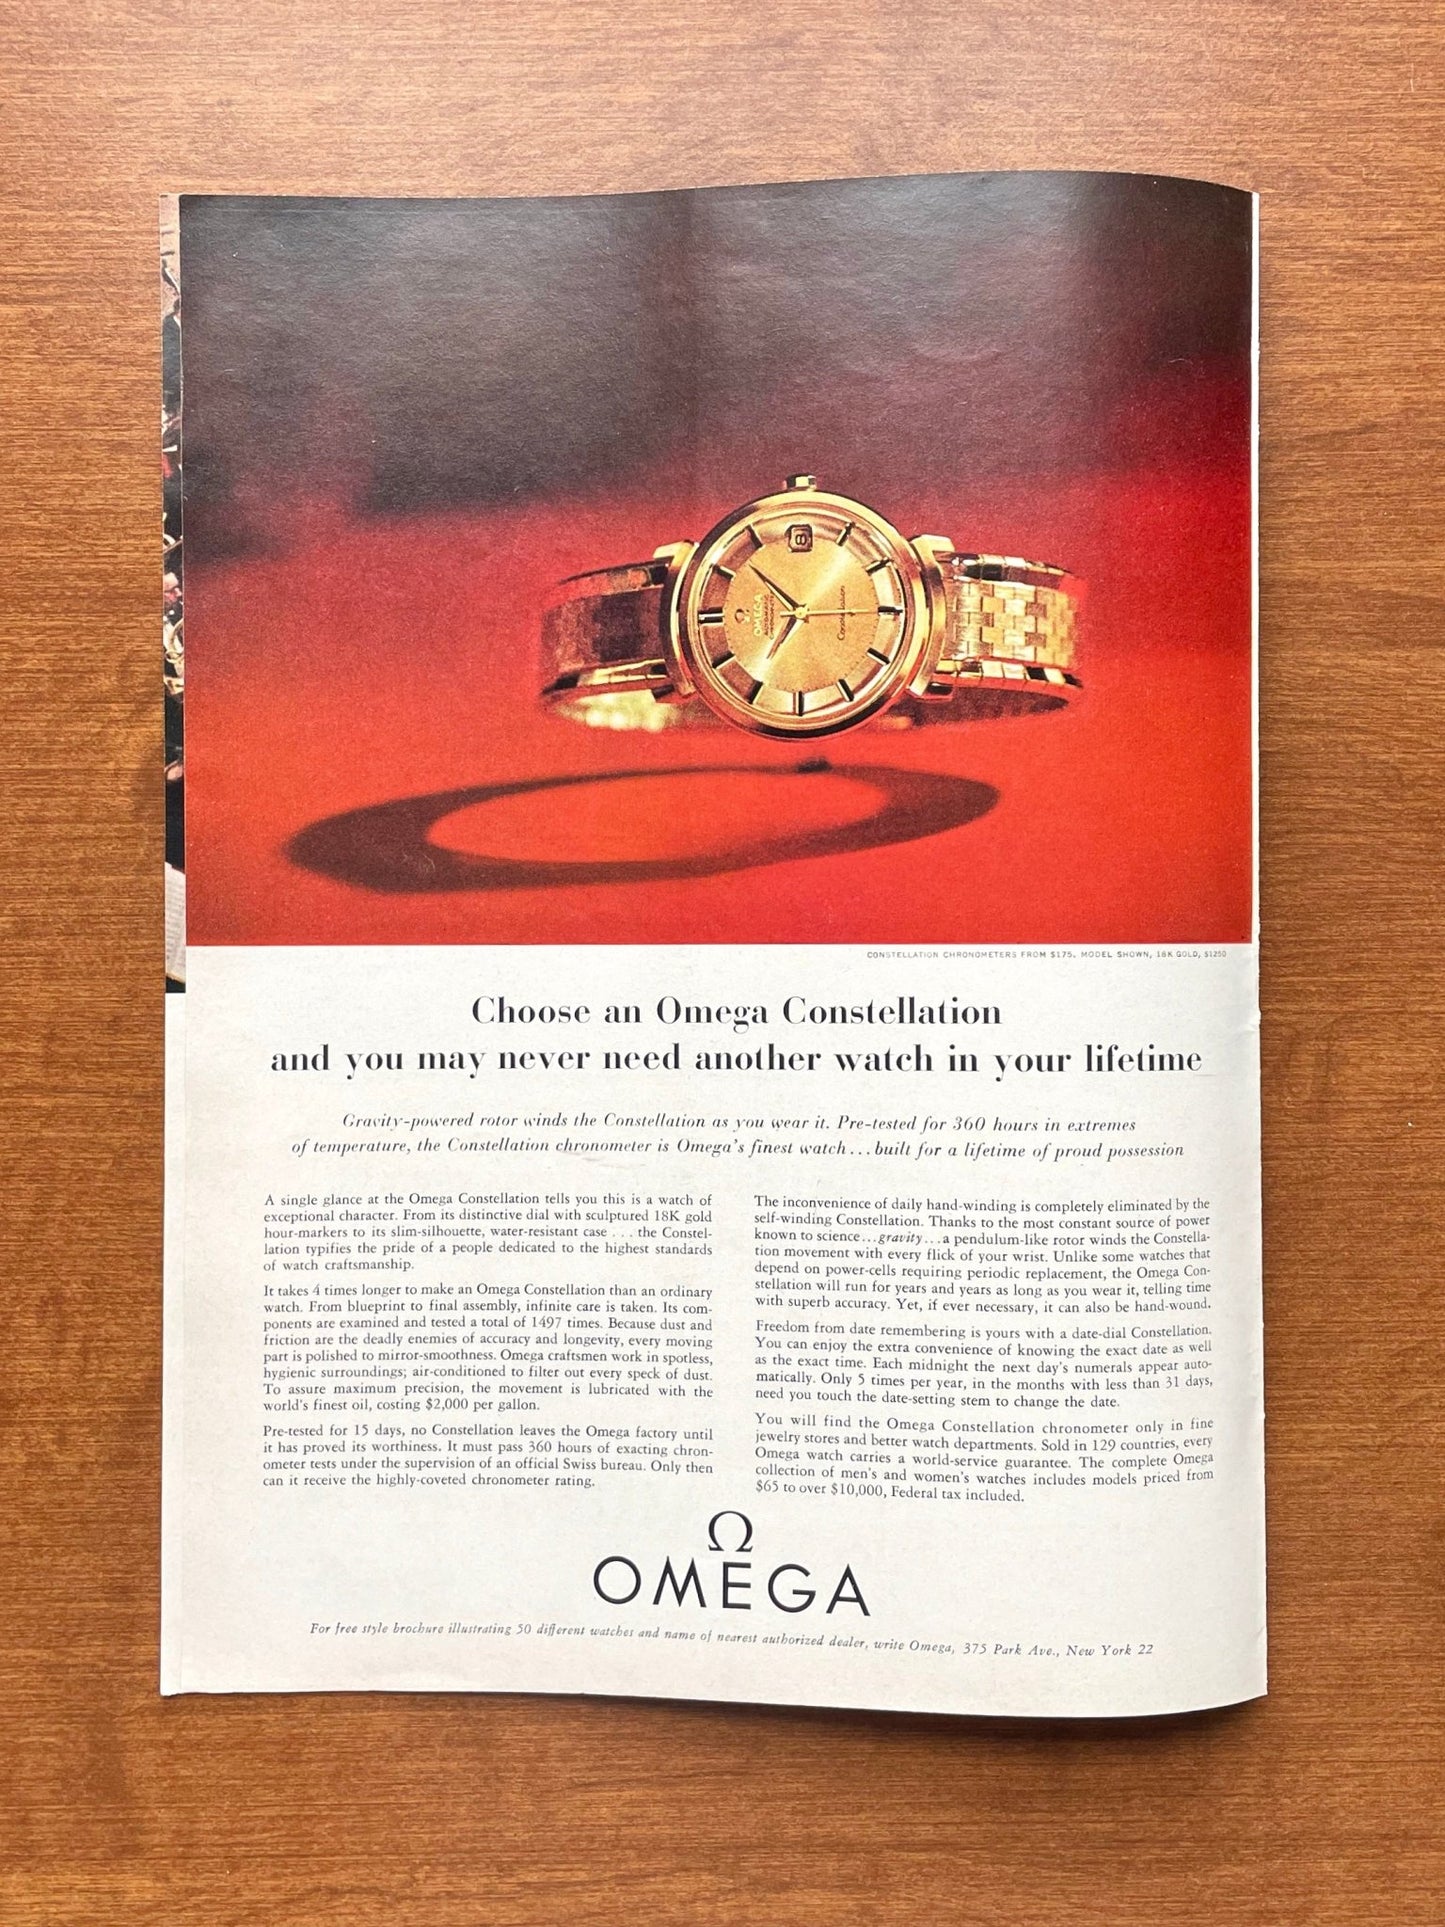 8
Ω
OMEGA
AUTOMATIC
CHRONOMETER
Constellation
CONSTELLATION CHRONOMETERS FROM $175. MODEL SHOWN, 18K GOLD, $1250
Choose an Omega Constellation
and you may never need another watch in your lifetime
Gravity-powered rotor winds the Constellation as you wear it. Pre-tested for 360 hours in extremes
of temperature, the Constellation chronometer is Omega's finest watch...built for a lifetime of proud possession
A single glance at the Omega Constellation tells you this is a watch of
exceptional character. From its distinctive dial with sculptured 18K gold
hour-markers to its slim-silhouette, water-resistant case . . . the Constel-
lation typifies the pride of a people dedicated to the highest standards
of watch craftsmanship.
It takes 4 times longer to make an Omega Constellation than an ordinary
watch. From blueprint to final assembly, infinite care is taken. Its com-
ponents are examined and tested a total of 1497 times. Because dust and
friction are the deadly enemies of accuracy and longevity, every moving
part is polished to mirror-smoothness. Omega craftsmen work in spotless,
hygienic surroundings; air-conditioned to filter out every speck of dust.
To assure maximum precision, the movement is lubricated with the
world's finest oil, costing $2,000 per gallon.
Pre-tested for 15 days, no Constellation leaves the Omega factory until
it has proved its worthiness. It must pass 360 hours of exacting chron-
ometer tests under the supervision of an official Swiss bureau. Only then
can it receive the highly-coveted chronometer rating.
The inconvenience of daily hand-winding is completely eliminated by the
self-winding Constellation. Thanks to the most constant source of power
known to science...gravity...a pendulum-like rotor winds the Constella-
tion movement with every flick of your wrist. Unlike some watches that
depend on power-cells requiring periodic replacement, the Omega Con-
stellation will run for years and years as long as you wear it, telling time
with superb accuracy. Yet, if ever necessary, it can also be hand-wound.
Freedom from date remembering is yours with a date-dial Constellation.
You can enjoy the extra convenience of knowing the exact date as well
as the exact time. Each midnight the next day's numerals appear auto-
matically. Only 5 times per year, in the months with less than 31 days,
need you touch the date-setting stem to change the date.
You will find the Omega Constellation chronometer only in fine
jewelry stores and better watch departments. Sold in 129 countries, every
Omega watch carries a world-service guarantee. The complete Omega
collection of men's and women's watches includes models priced from
$65 to over $10,000, Federal tax included.
Ω
OMEGA
For free style brochure illustrating 50 different watches and name of nearest authorized dealer, write Omega, 375 Park Ave., New York 22